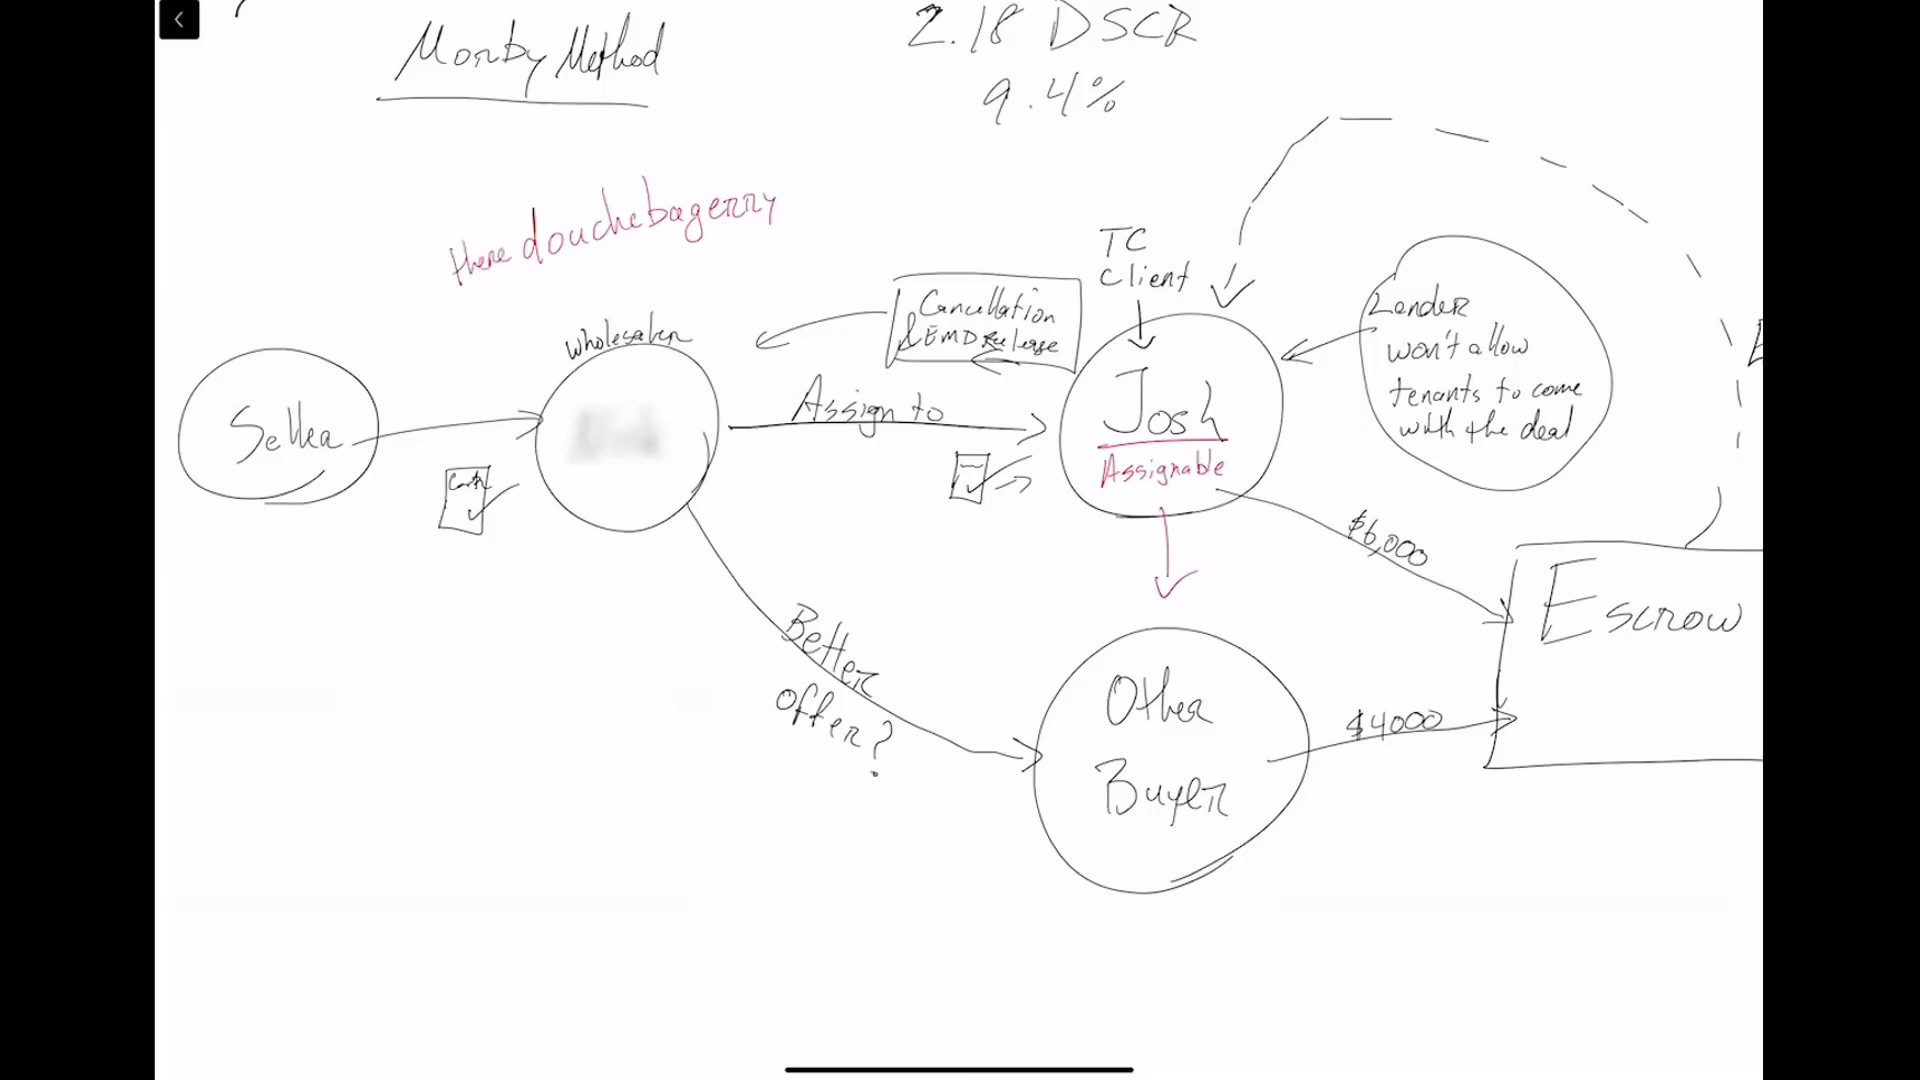 Morby Method
2.18 DSCR
9.4%
there douchebagerry
TC
Client
Cancellation
& EMD Release
wholesaler
Lender
won't allow
tenants to come
with the deal
Seller
Assign to
Josh
Assignable
$6,000
Escrow
Better
offer?
Other
Buyer
$4000